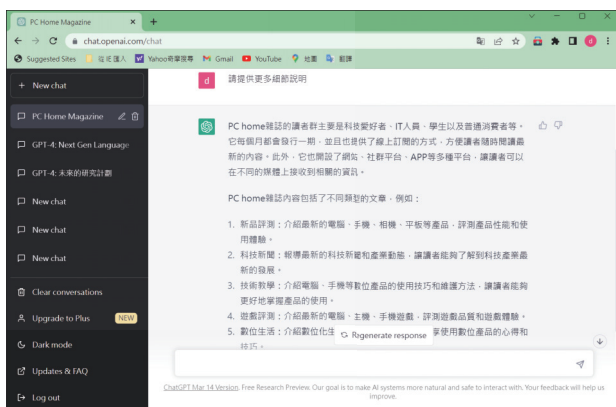 PC Home Magazine
chat.openai.com/chat
Suggested Sites 從 IE 匯入 Yahoo奇摩搜尋 Gmail YouTube 地圖 翻譯
New chat
PC Home Magazine
GPT-4: Next Gen Language
GPT-4: 未來的研究計劃
New chat
New chat
New chat
Clear conversations
Upgrade to Plus NEW
Dark mode
Updates & FAQ
Log out
d 請提供更多細節說明
PC home雜誌的讀者群主要是科技愛好者、IT人員、學生以及普通消費者等。
它每個月都會發行一期，並且也提供了線上訂閱的方式，方便讀者隨時閱讀最
新的內容。此外，它也開設了網站、社群平台、APP等多種平台，讓讀者可以
在不同的媒體上接收到相關的資訊。
PC home雜誌內容包括了不同類型的文章，例如：
1. 新品評測：介紹最新的電腦、手機、相機、平板等產品，評測產品性能和使
用體驗。
2. 科技新聞：報導最新的科技新聞和產業動態，讓讀者能夠了解到科技產業最
新的發展。
3. 技術教學：介紹電腦、手機等數位產品的使用技巧和維護方法，讓讀者能夠
更好地掌握產品的使用。
4. 遊戲評測：介紹最新的電腦、主機、手機遊戲，評測遊戲品質和遊戲體驗。
5. 數位生活：介紹數位化生 享使用數位產品的心得和
技巧。
Regenerate response
ChatGPT Mar 14 Version. Free Research Preview. Our goal is to make AI systems more natural and safe to interact with. Your feedback will help us
improve.